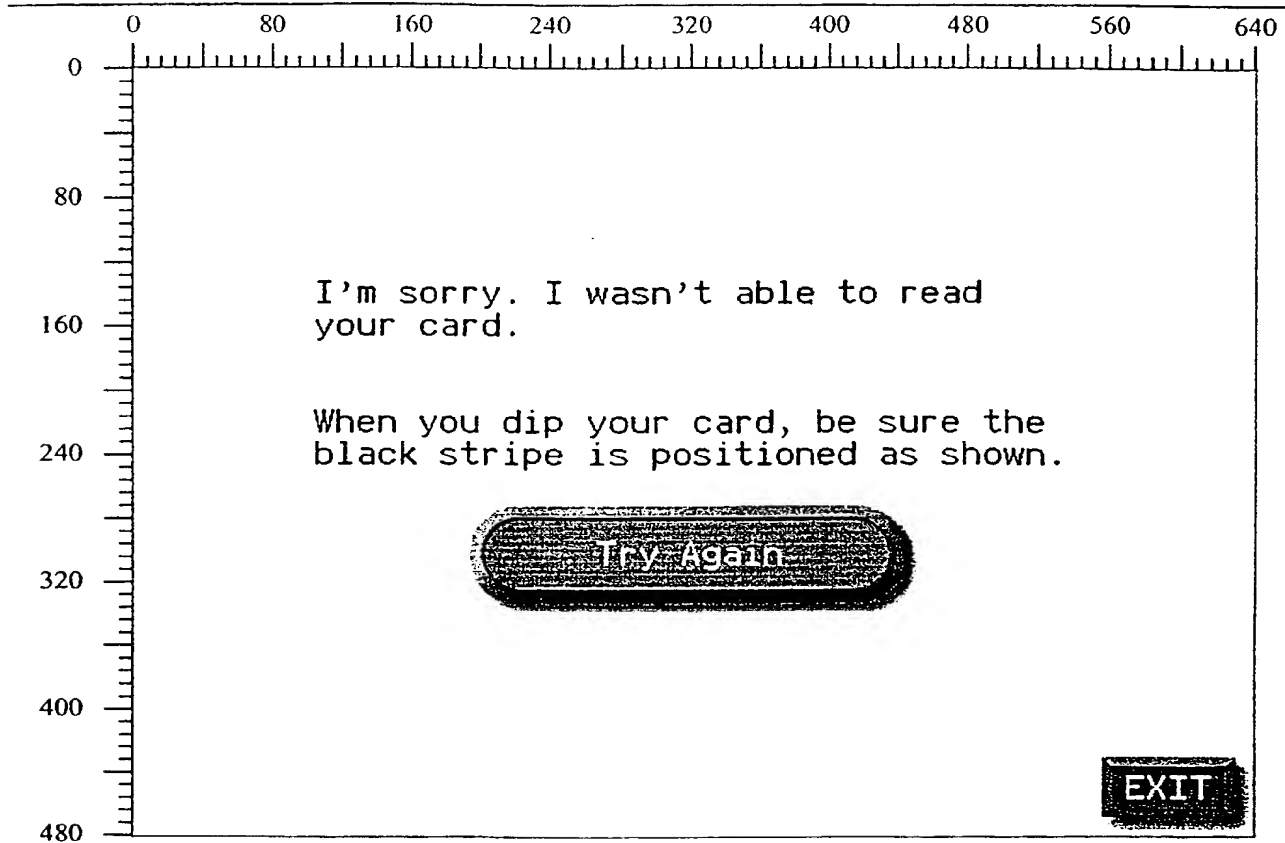 0 80 160 240 320 400 480 560 640
0
80
I'm sorry. I wasn't able to read
160
your card.
When you dip your card, be sure the
240
black stripe is positioned as shown.
Try Again
320
400
EXIT
480